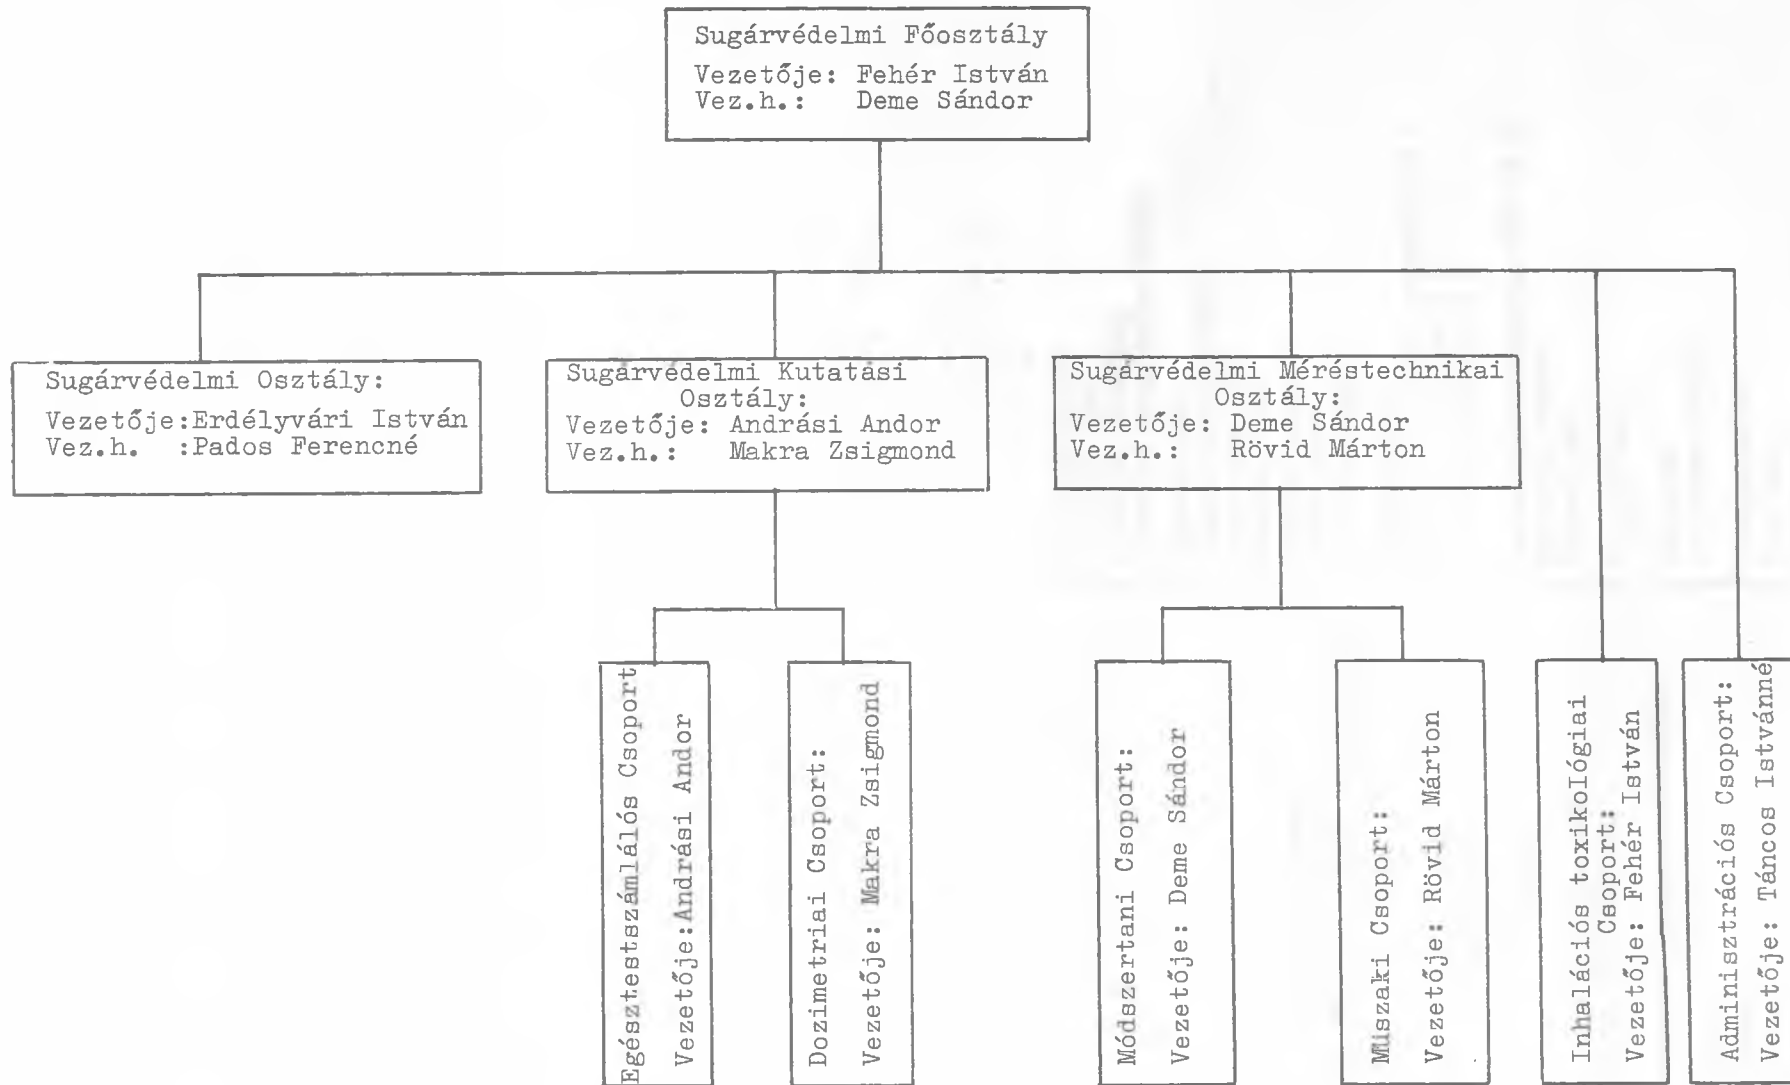 Sugárvédelmi Főosztály
Vezetője: Fehér István
Vez.h.: Deme Sándor
Sugárvédelmi Osztály:
Vezetője:Erdélyvári István
Vez.h. :Pados Ferencné
Sugárvédelmi Kutatási
Osztály:
Vezetője: Andrási Andor
Vez.h.: Makra Zsigmond
Sugárvédelmi Méréstechnikai
Osztály:
Vezetője: Deme Sándor
Vez.h.: Rövid Márton
Egésztestszámlálós Csoport
Vezetője:Andrási Andor
Dozimetriai Csoport:
Vezetője: Makra Zsigmond
Módszertani Csoport:
Vezetője: Deme Sándor
Műszaki Csoport:
Vezetője: Rövid Márton
Inhalációs toxikológiai
Csoport:
Vezetője: Fehér István
Adminisztrációs Csoport:
Vezetője: Táncos Istvánné